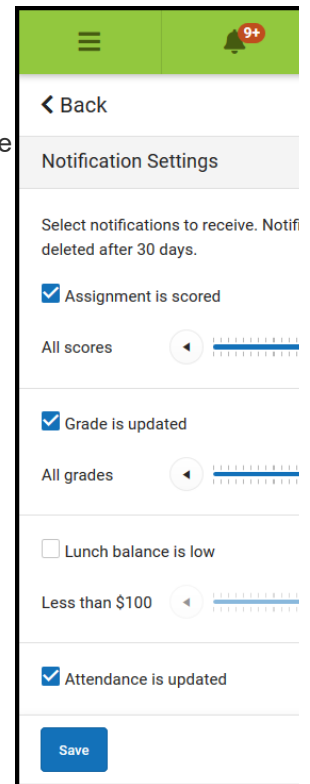 9+
Back
e
Notification Settings
Select notifications to receive. Notifi
deleted after 30 days.
Assignment is scored
All scores
Grade is updated
All grades
Lunch balance is low
Less than $100
Attendance is updated
Save